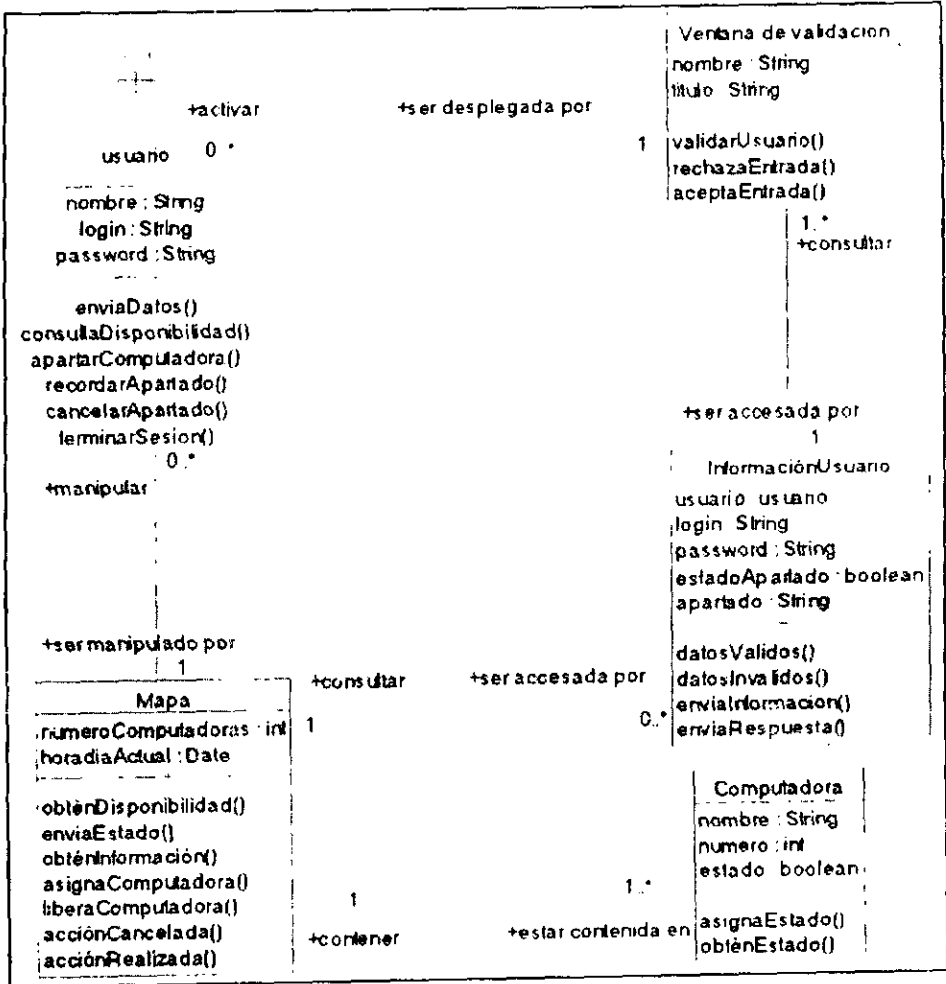 Ventana de validacion
nombre : String
titulo String
+activar
+ser desplegada por
usuario
0 .*
1
validarUsuario()
rechazaEntrada()
aceptaEntrada()
nombre : String
login : String
password : String
1..*
+consultar
enviaDatos()
consultaDisponibilidad()
apartarComputadora()
recordarApartado()
cancelarApartado()
terminarSesion()
0..*
+manipular
+ser accesada por
1
InformaciónUsuario
usuario usuario
login String
password : String
estadoApartado : boolean
apartado : String
datosValidos()
datosInvalidos()
enviaInformacion()
enviaRespuesta()
+ser manipulado por
1
+consultar
+ser accesada por
1
0..*
Mapa
numeroComputadoras : int
horadiaActual : Date
obténDisponibilidad()
enviaEstado()
obténInformación()
asignaComputadora()
liberaComputadora()
acciónCancelada()
acciónRealizada()
Computadora
nombre : String
numero : int
estado boolean
asignaEstado()
obténEstado()
1
1..*
+contener
+estar contenida en